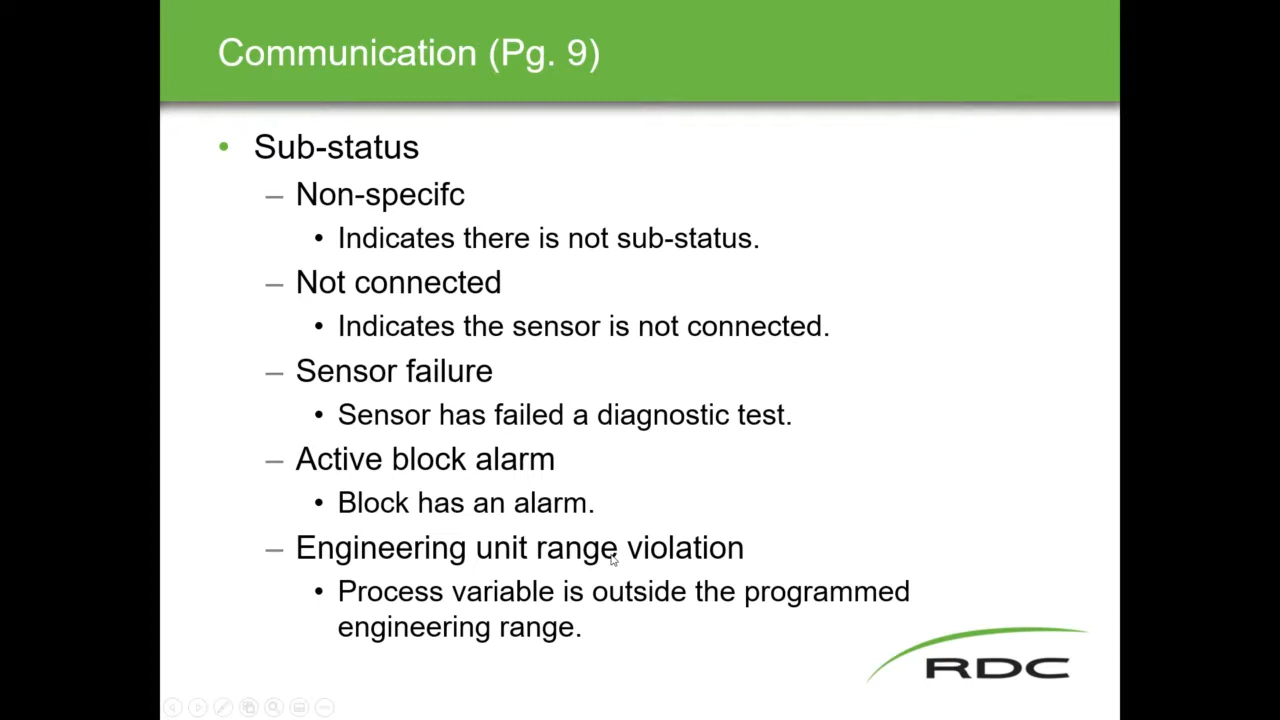 Communication (Pg. 9)
• Sub-status
– Non-specifc
• Indicates there is not sub-status.
– Not connected
• Indicates the sensor is not connected.
– Sensor failure
• Sensor has failed a diagnostic test.
– Active block alarm
• Block has an alarm.
– Engineering unit range violation
• Process variable is outside the programmed
engineering range.
RDC